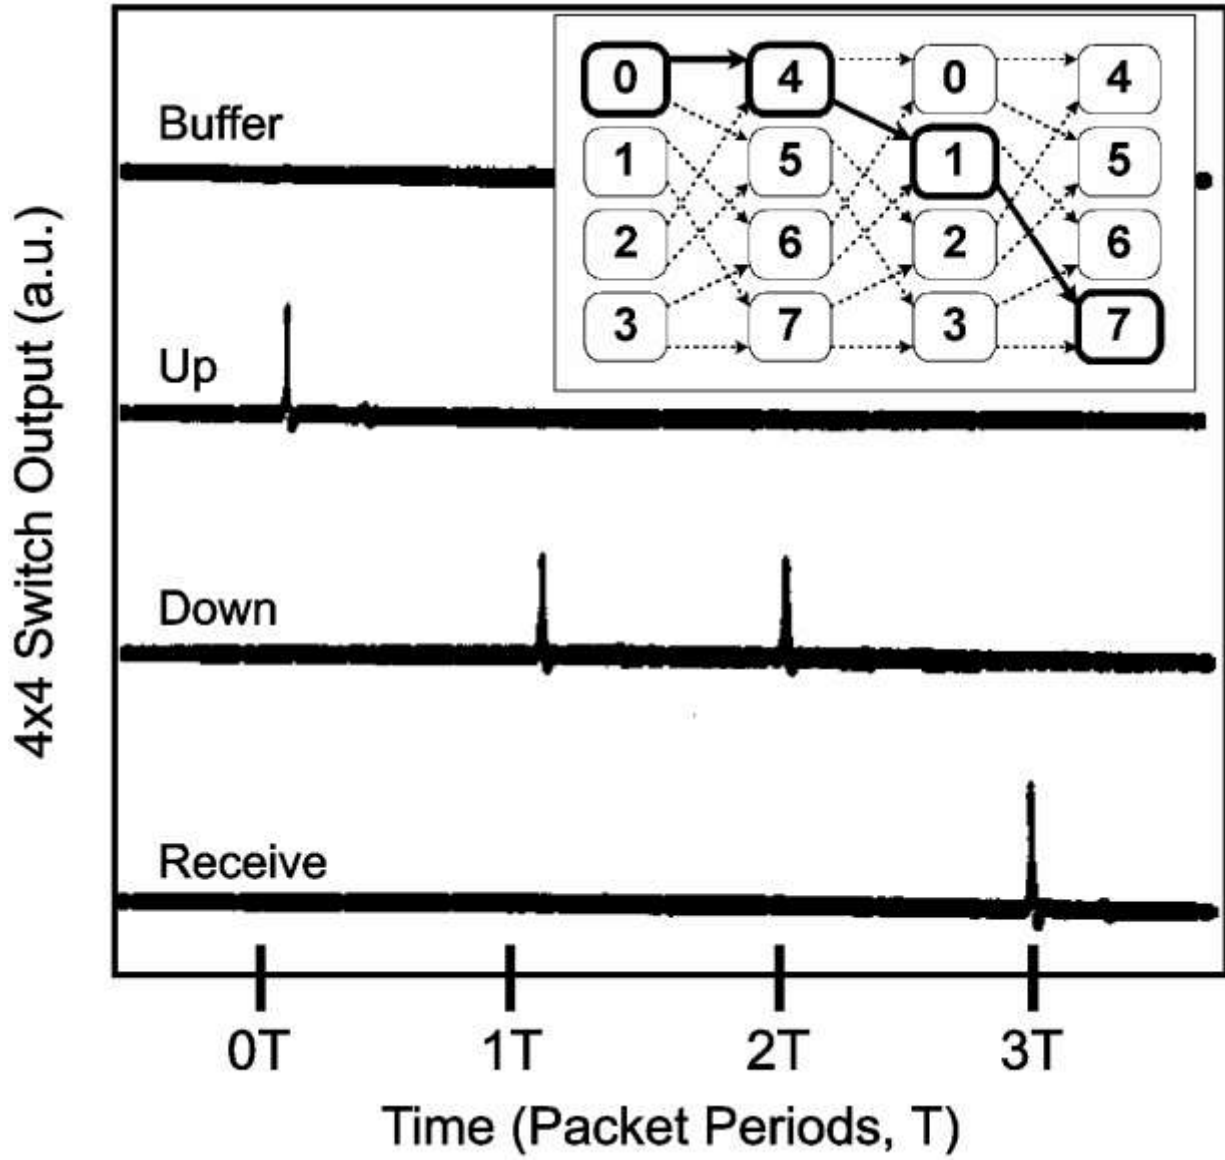 0 4 0 4
Buffer
1 5 1 5
2 6 2 6
3 7 3 7
Up
Down
Receive
4x4 Switch Output (a.u.)
0T 1T 2T 3T
Time (Packet Periods, T)